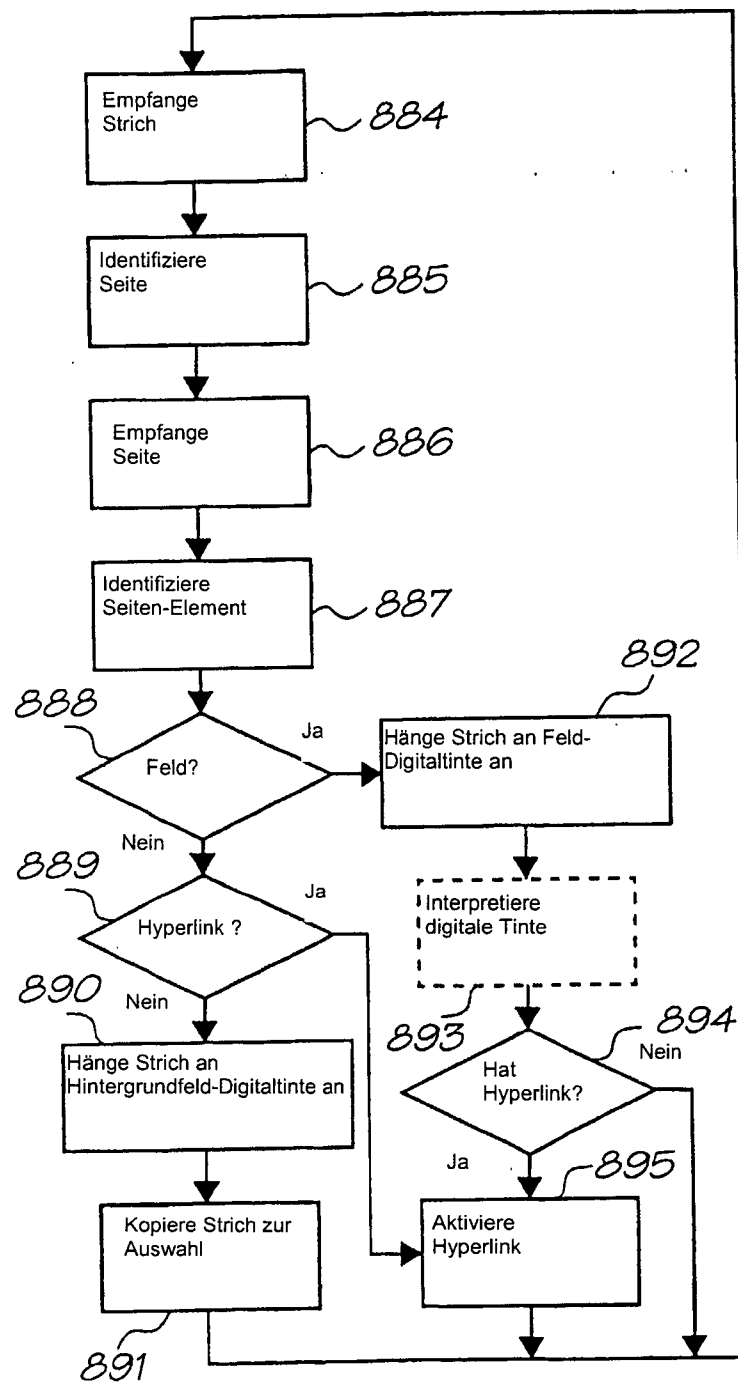 Empfange
Strich
884
Identifiziere
Seite
885
Empfange
Seite
886
Identifiziere
Seiten-Element
887
888
Feld?
Ja
Nein
892
Hänge Strich an Feld-
Digitaltinte an
889
Hyperlink ?
Ja
Nein
Interpretiere
digitale Tinte
893
890
Hänge Strich an
Hintergrundfeld-Digitaltinte an
894
Hat
Hyperlink?
Nein
Ja
Kopiere Strich zur
Auswahl
891
895
Aktiviere
Hyperlink